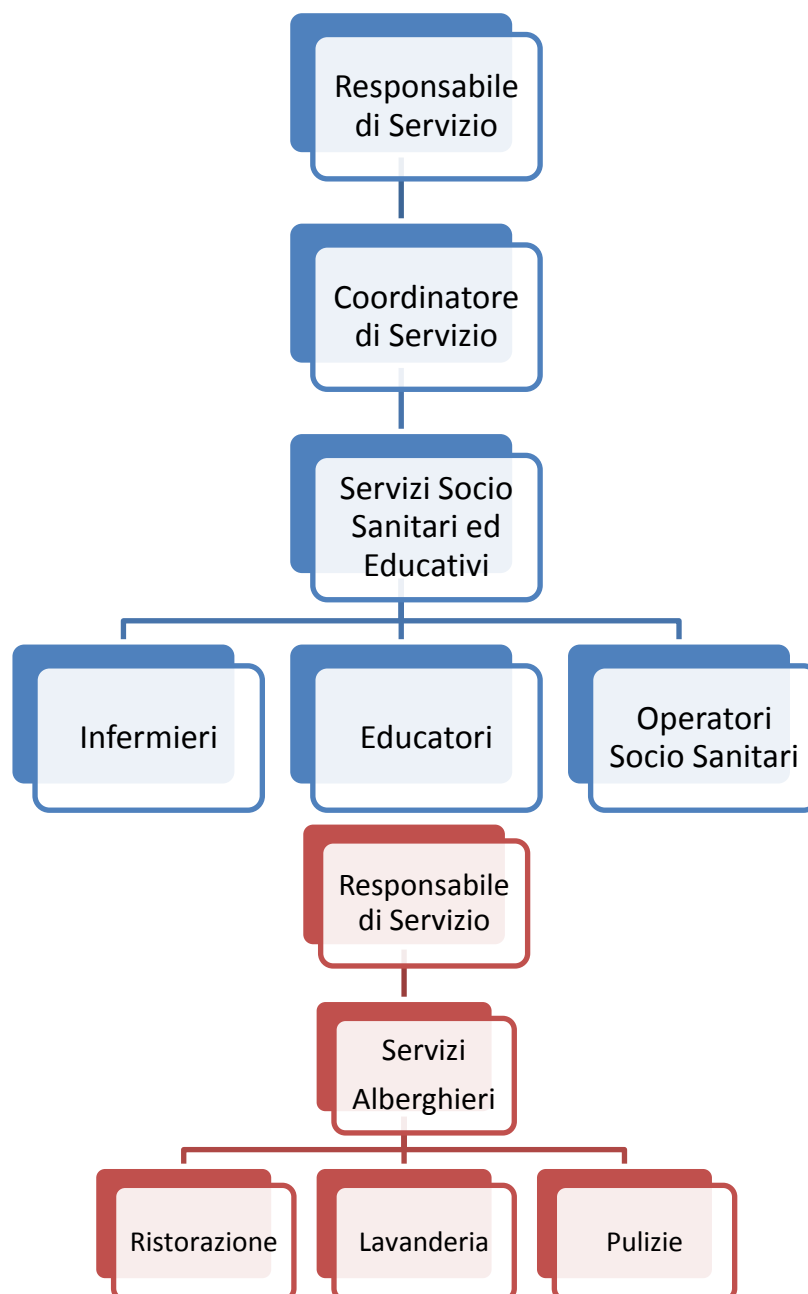 Responsabile
di Servizio
Coordinatore
di Servizio
Servizi Socio
Sanitari ed
Educativi
Infermieri
Educatori
Operatori
Socio Sanitari
Responsabile
di Servizio
Servizi
Alberghieri
Ristorazione
Lavanderia
Pulizie